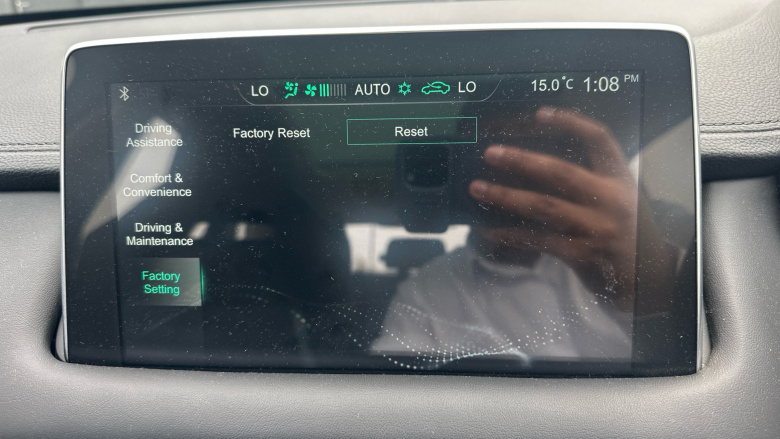 LO AUTO LO 15.0°C 1:08 PM
Driving
Assistance
Factory Reset Reset
Comfort &
Convenience
Driving &
Maintenance
Factory
Setting